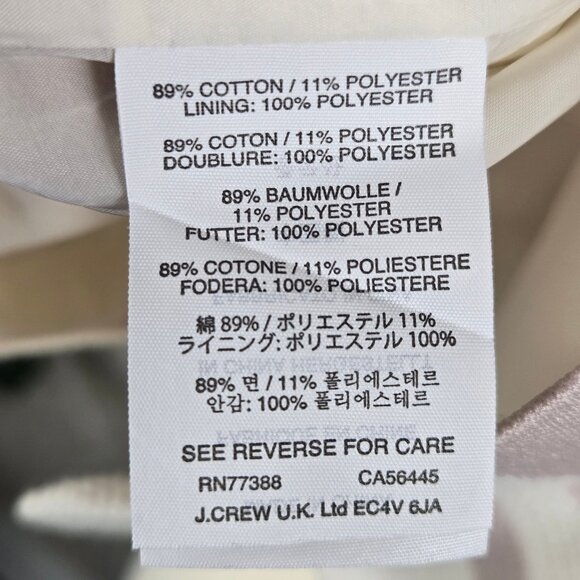 89% COTTON / 11% POLYESTER
LINING: 100% POLYESTER
89% COTON / 11% POLYESTER
DOUBLURE: 100% POLYESTER
89% BAUMWOLLE /
11% POLYESTER
FUTTER: 100% POLYESTER
89% COTONE / 11% POLIESTERE
FODERA: 100% POLIESTERE
綿 89% / ポリエステル 11%
ライニング: ポリエステル 100%
89% 면 / 11% 폴리에스테르
안감: 100% 폴리에스테르
SEE REVERSE FOR CARE
RN77388 CA56445
J.CREW U.K. Ltd EC4V 6JA